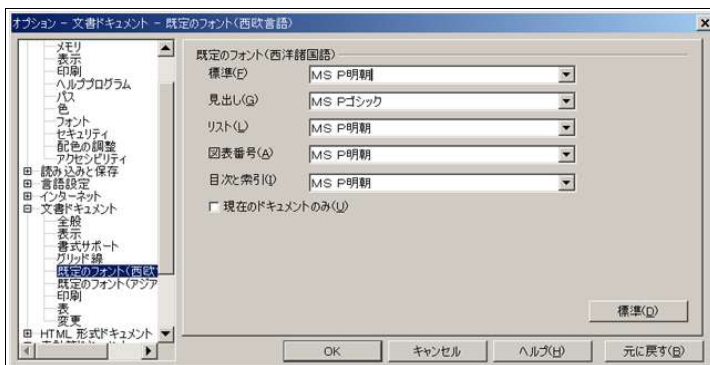 オプション - 文書ドキュメント - 既定のフォント(西欧言語)
メモリ
表示
印刷
ヘルププログラム
パス
色
フォント
セキュリティ
配色の調整
アクセシビリティ
読み込みと保存
言語設定
インターネット
文書ドキュメント
全般
表示
書式サポート
グリッド線
既定のフォント(西欧
既定のフォント(アジア
印刷
表
変更
HTML 形式ドキュメント
既定のフォント(西洋諸国語)
標準(F) MS P明朝
見出し(G) MS Pゴシック
リスト(L) MS P明朝
図表番号(A) MS P明朝
目次と索引(I) MS P明朝
現在のドキュメントのみ(U)
標準(D)
OK キャンセル ヘルプ(H) 元に戻す(B)